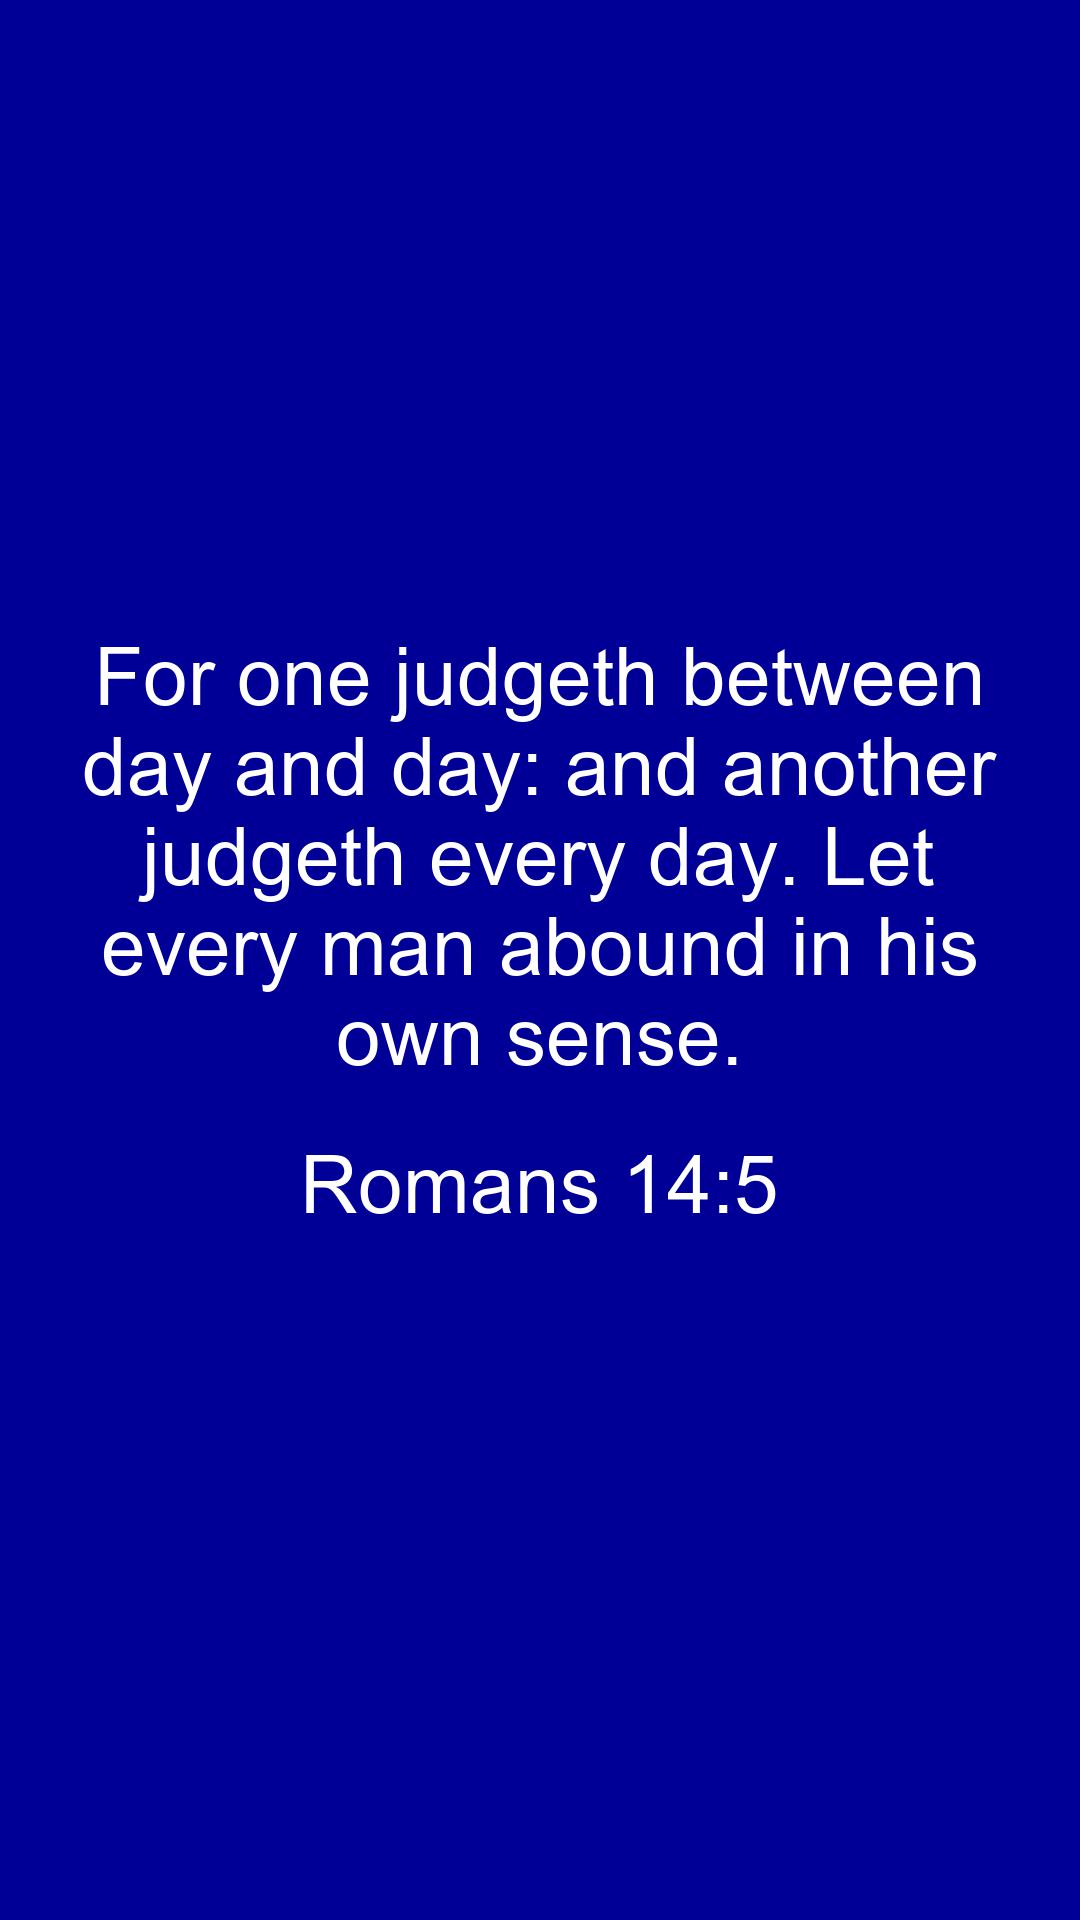 For one judgeth between
day and day: and another
judgeth every day. Let
every man abound in his
own sense.
Romans 14:5